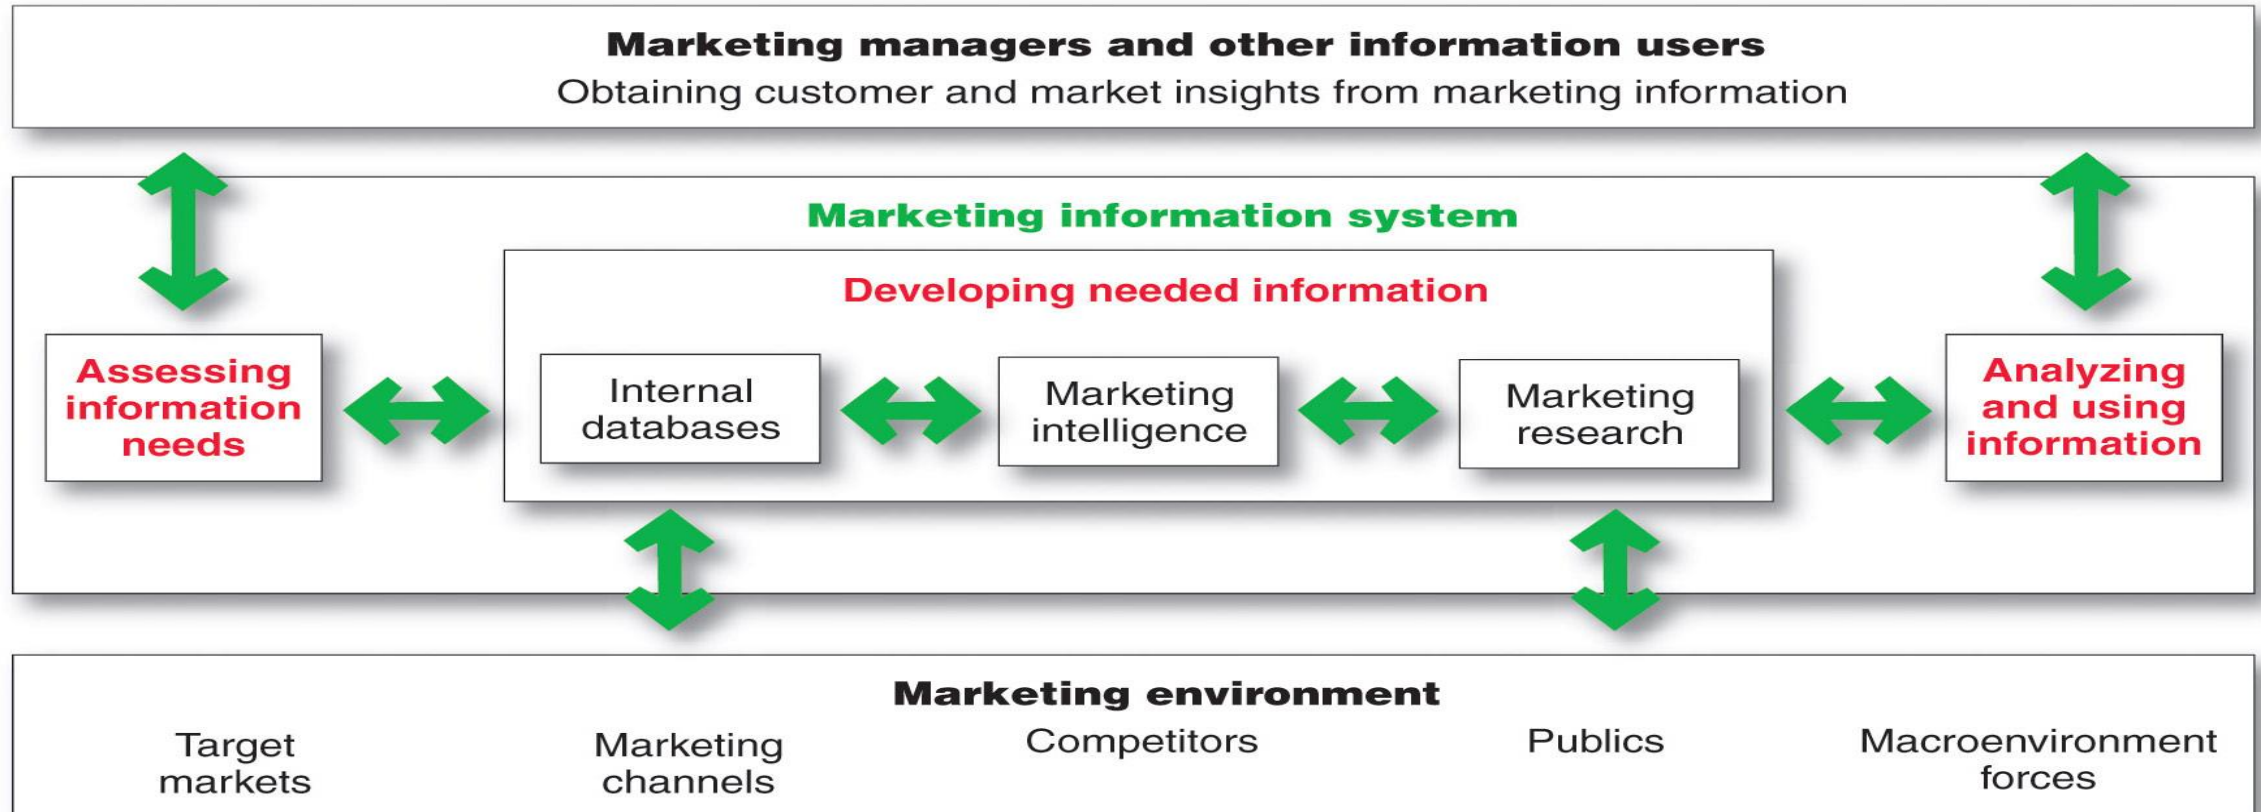 Marketing managers and other information users
Obtaining customer and market insights from marketing information
Marketing information system
Developing needed information
Assessing
information
needs
Internal
databases
Marketing
intelligence
Marketing
research
Analyzing
and using
information
Marketing environment
Target
markets
Marketing
channels
Competitors
Publics
Macroenvironment
forces